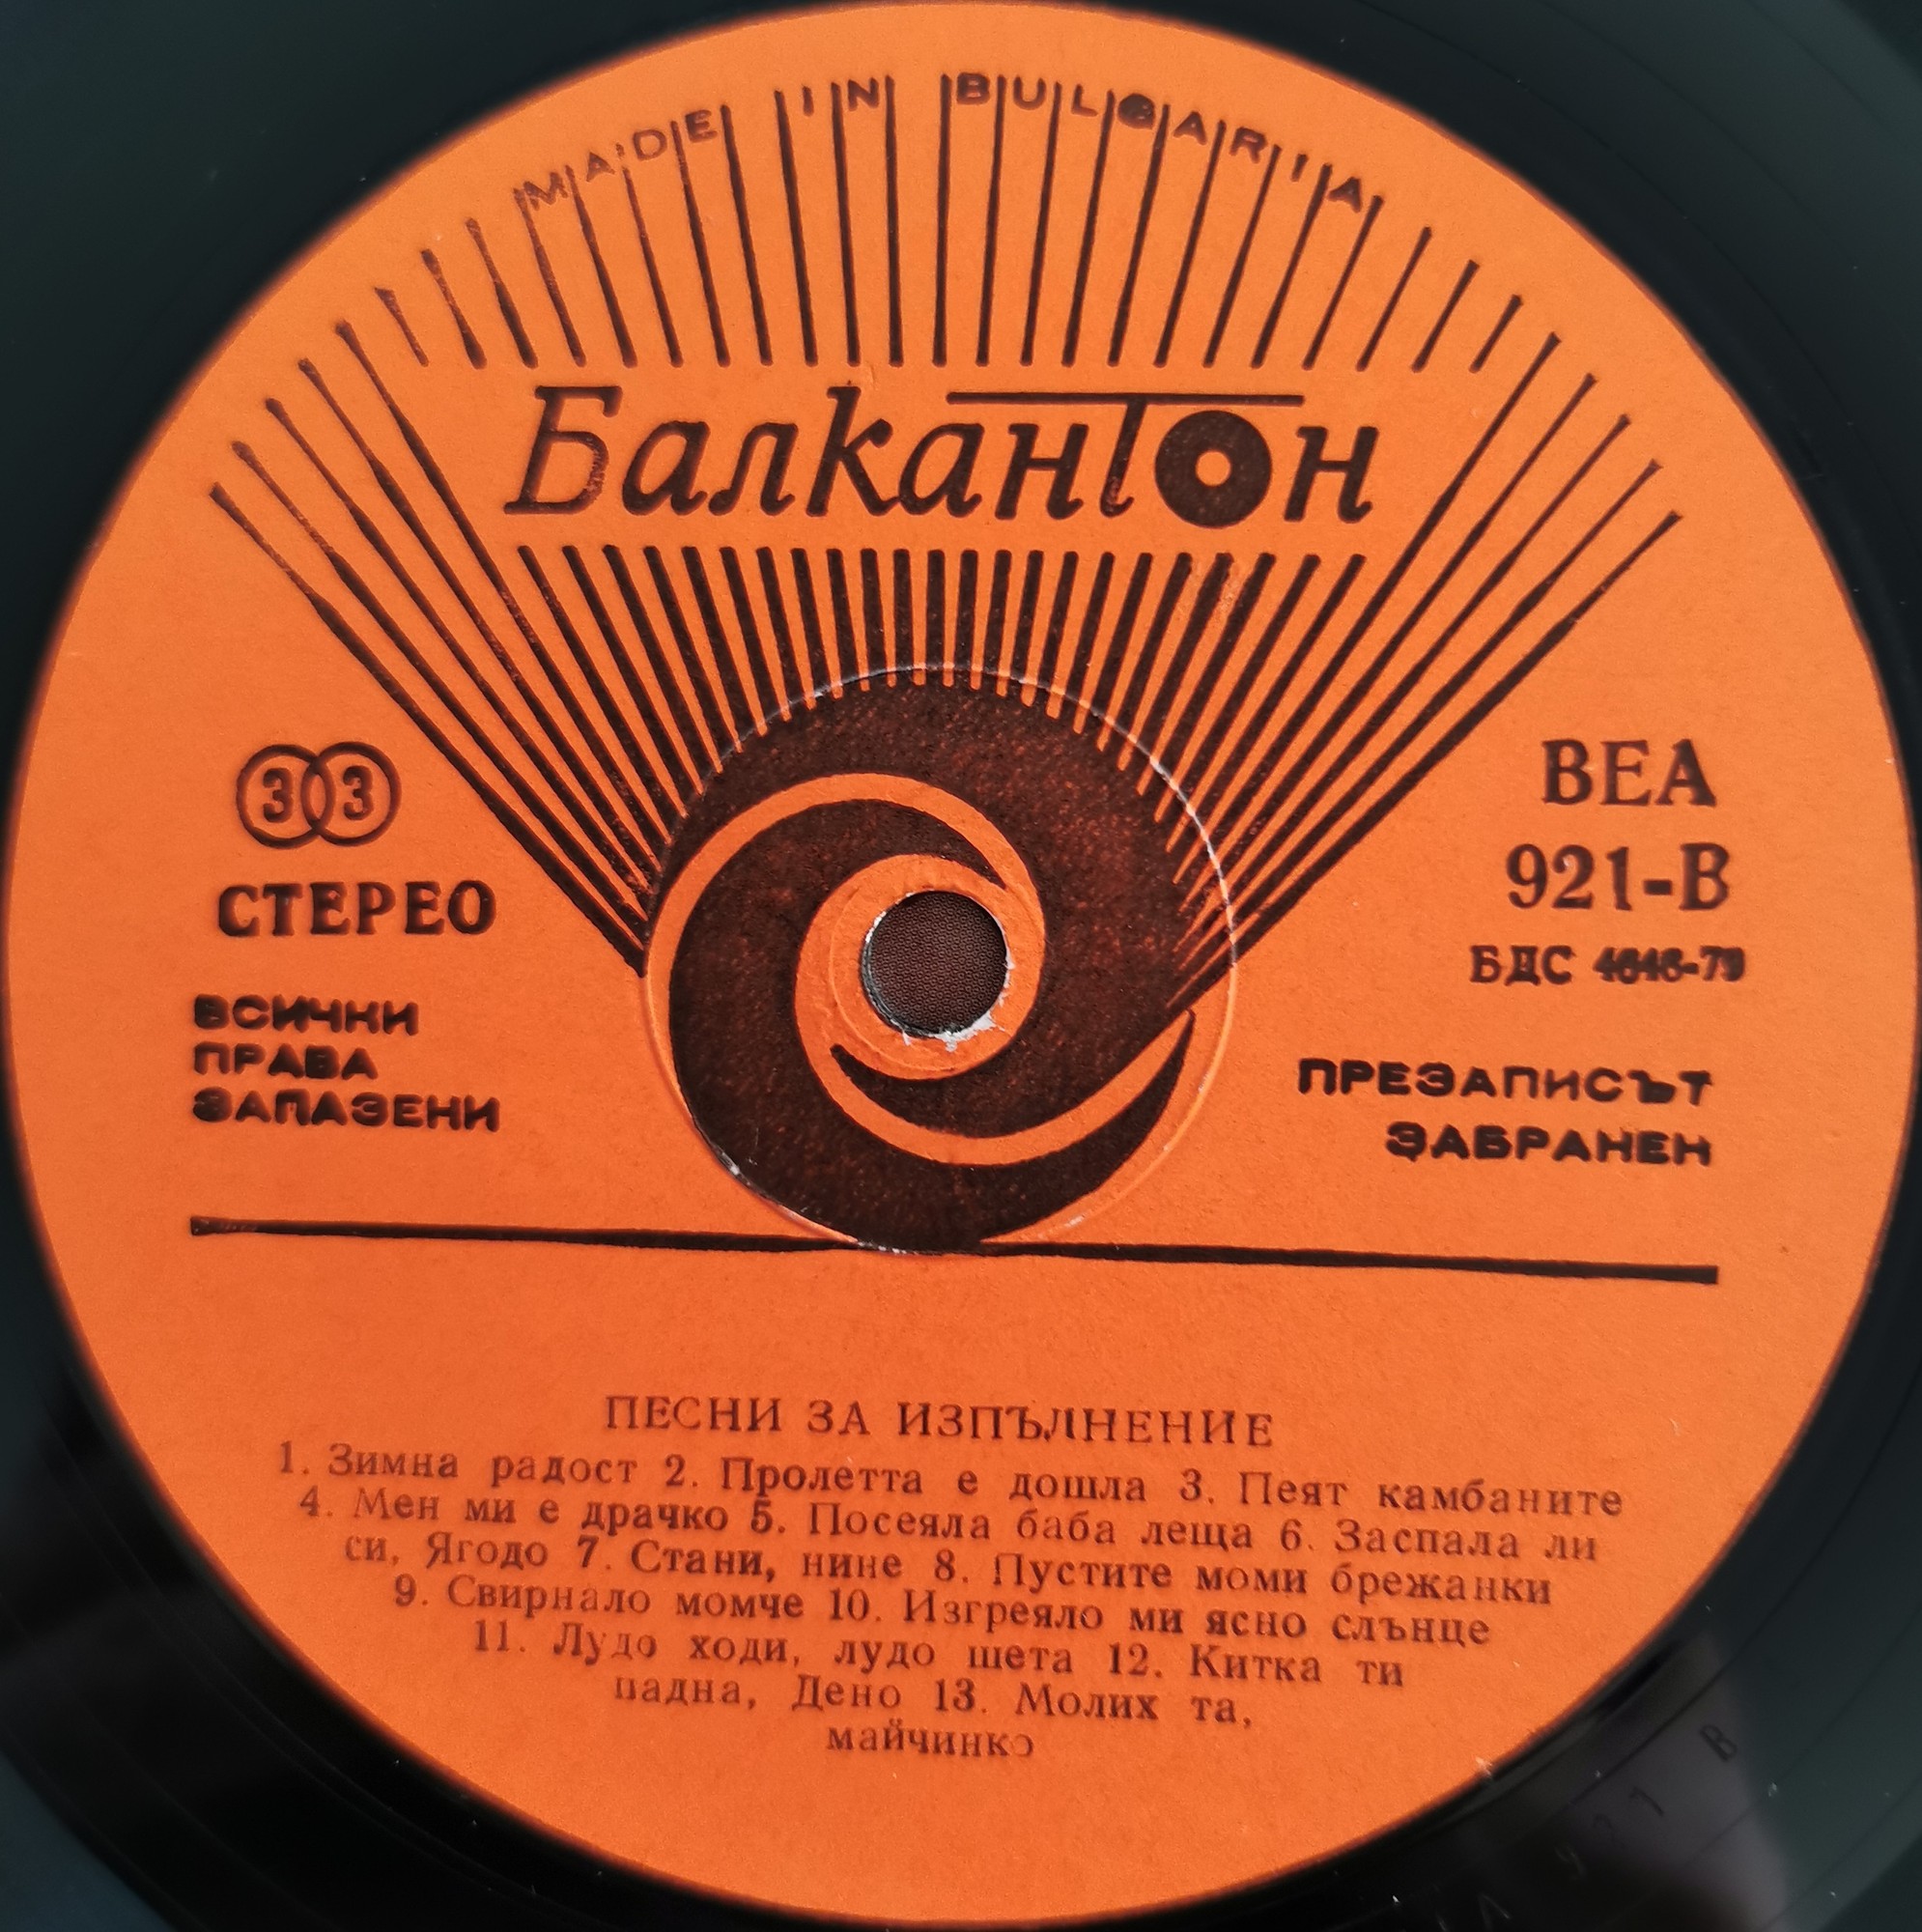 MADE IN BULGARIA
Балкантон
33
СТЕРЕО
ВСИЧКИ
ПРАВА
ЗАПАЗЕНИ
ВЕА
921-В
БДС
ПРЕЗАПИСЪТ
ЗАБРАНЕН
ПЕСНИ ЗА ИЗПЪЛНЕНИЕ
1. Зимна радост 2. Пролетта е дошла 3. Пеят камбаните
4. Мен ми е драчко 5. Посеяла баба леща 6. Заспала ли
си, Ягодо 7. Стани, нине 8. Пустите моми брежанки
9. Свирнало момче 10. Изгреяло ми ясно слънце
11. Лудо ходи, лудо шета 12. Китка ти
падна, Дено 13. Молих та,
майчинко